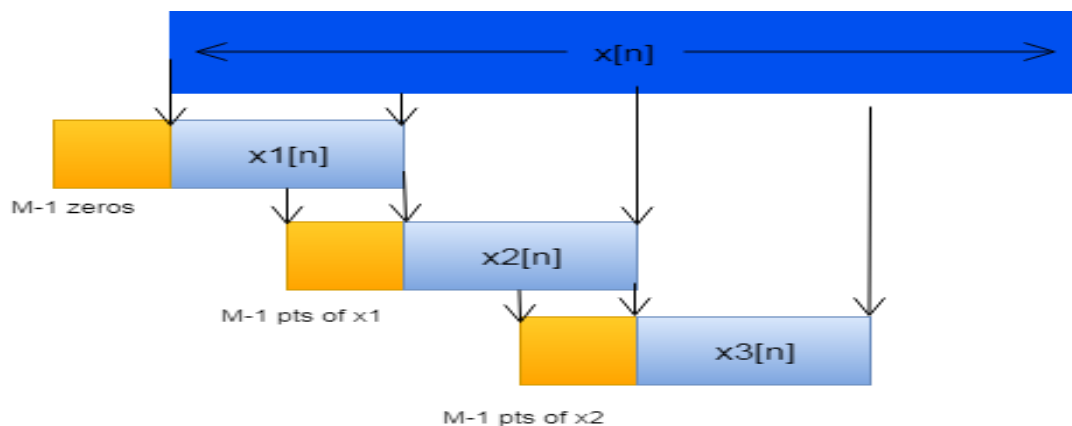 x[n]
x1[n]
M-1 zeros
x2[n]
M-1 pts of x1
x3[n]
M-1 pts of x2